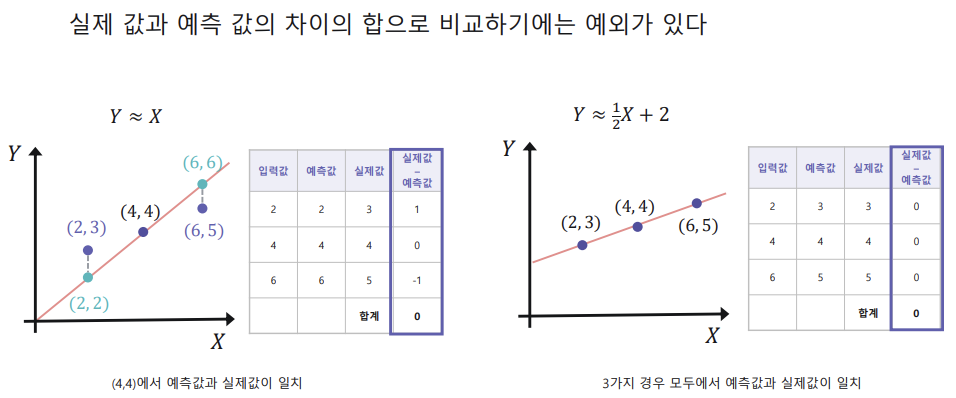 실제 값과 예측 값의 차이의 합으로 비교하기에는 예외가 있다
Y ≈ X
Y
(6, 6)
(4, 4)
(2, 3)
(6, 5)
(2, 2)
X
입력값 예측값 실제값 실제값 – 예측값
2 2 3 1
4 4 4 0
6 6 5 -1
합계 0
(4,4)에서 예측값과 실제값이 일치
Y ≈ 1/2 X + 2
Y
(4, 4)
(2, 3)
(6, 5)
X
입력값 예측값 실제값 실제값 – 예측값
2 3 3 0
4 4 4 0
6 5 5 0
합계 0
3가지 경우 모두에서 예측값과 실제값이 일치